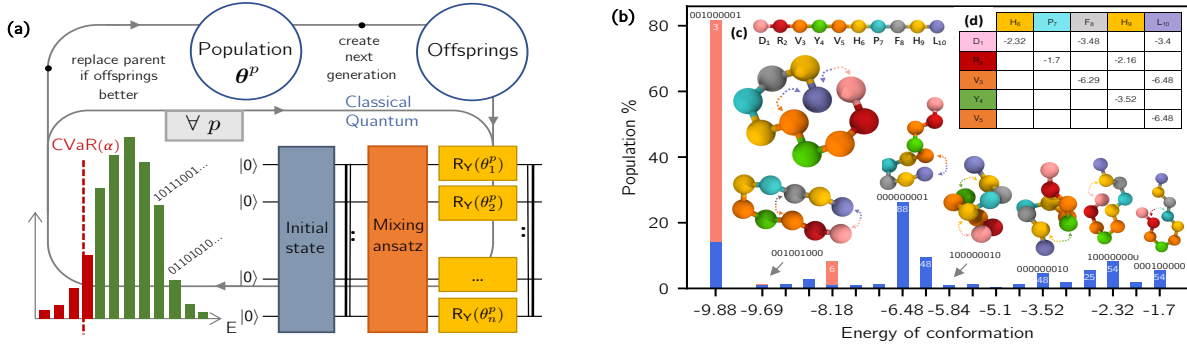 (a)
Population
θᵖ
Offsprings
replace parent
if offsprings
better
create
next
generation
∀ p
Classical
Quantum
CVaR(α)
10111001...
01101010...
E
|0⟩
|0⟩
|0⟩
|0⟩
Initial
state
:
Mixing
ansatz
R_Y(θ₁ᵖ)
R_Y(θ₂ᵖ)
...
R_Y(θₙᵖ)
:
(b)
Population %
80
60
40
20
0
001000001
3
(c)
D₁ R₂ V₃ Y₄ V₅ H₆ P₇ F₈ H₉ L₁₀
(d)
H₆ P₇ F₈ H₉ L₁₀
D₁ -2.32 -3.48 -3.4
R₂ -1.7 -2.16
V₃ -6.29 -6.48
Y₄ -3.52
V₅ -6.48
001001000
6
000000001
88
48
100000010
000000010
48
25
100000000
54
000100000
54
-9.88 -9.69 -8.18 -6.48 -5.84 -5.1 -3.52 -2.32 -1.7
Energy of conformation